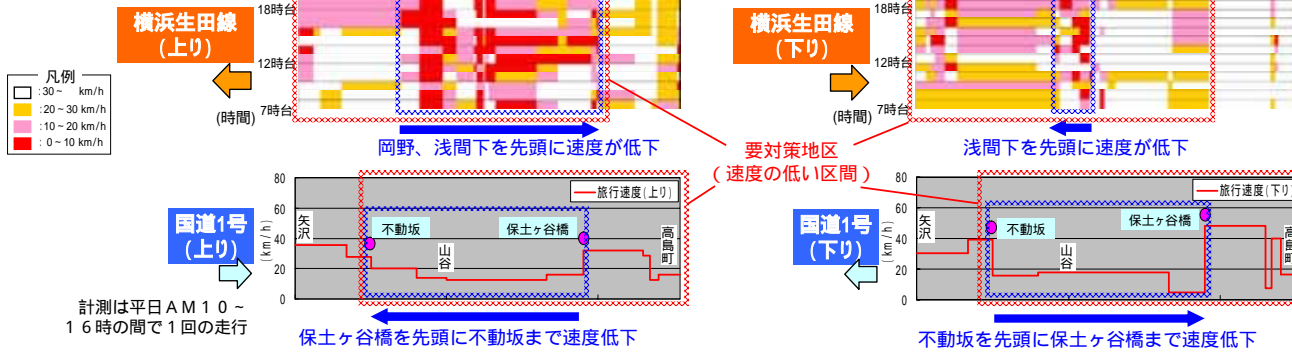 18時台
横浜生田線
(上り)
12時台
凡例
:30～ km/h
:20～30 km/h
:10～20 km/h
: 0～10 km/h
7時台
(時間)
岡野、浅間下を先頭に速度が低下
18時台
横浜生田線
(下り)
12時台
7時台
(時間)
浅間下を先頭に速度が低下
要対策地区
(速度の低い区間)
国道1号
(上り)
80
60
40
20
0
(km/h)
旅行速度(上り)
矢沢
不動坂
山谷
保土ヶ谷橋
高島町
計測は平日AM10～
16時の間で1回の走行
保土ヶ谷橋を先頭に不動坂まで速度低下
国道1号
(下り)
80
60
40
20
0
(km/h)
旅行速度(下り)
矢沢
不動坂
山谷
保土ヶ谷橋
高島町
不動坂を先頭に保土ヶ谷橋まで速度低下